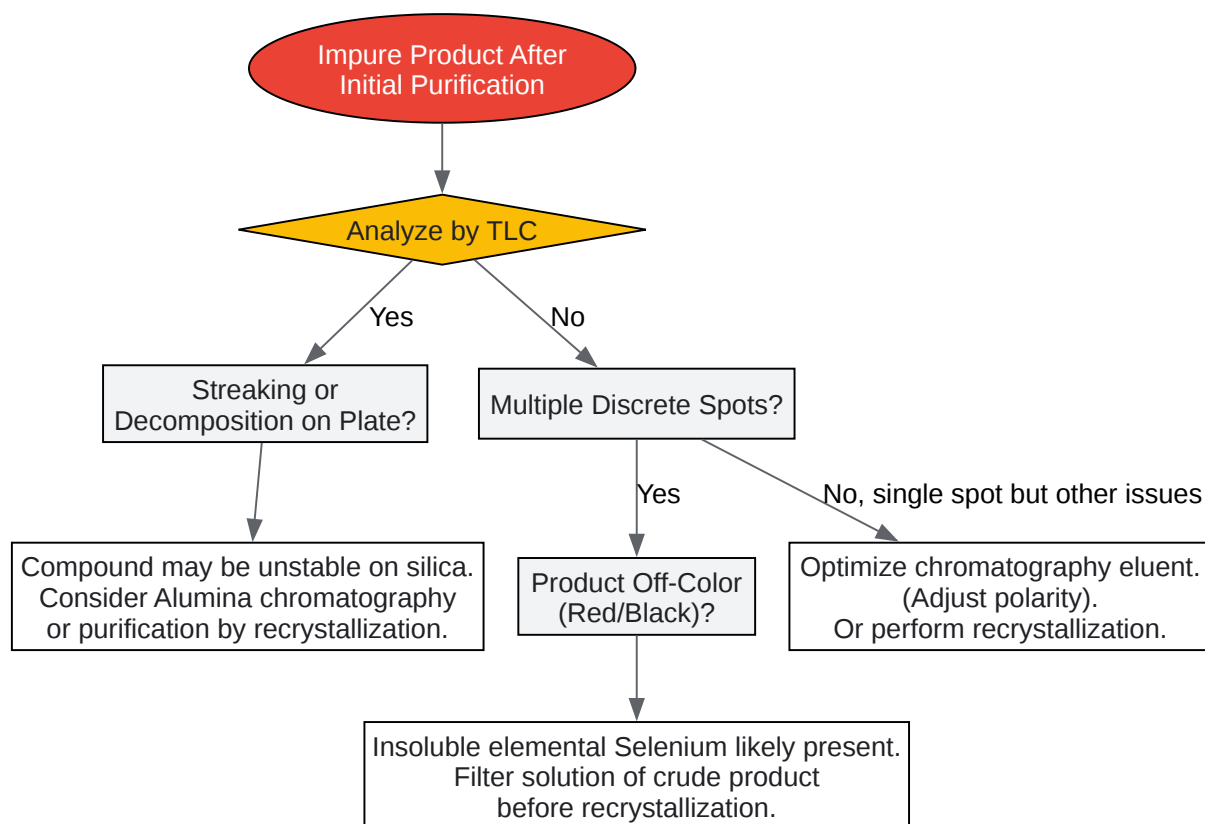 Impure Product After
Initial Purification
Analyze by TLC
Yes
No
Streaking or
Decomposition on Plate?
Multiple Discrete Spots?
Yes
No, single spot but other issues
Compound may be unstable on silica.
Consider Alumina chromatography
or purification by recrystallization.
Product Off-Color
(Red/Black)?
Optimize chromatography eluent.
(Adjust polarity).
Or perform recrystallization.
Insoluble elemental Selenium likely present.
Filter solution of crude product
before recrystallization.